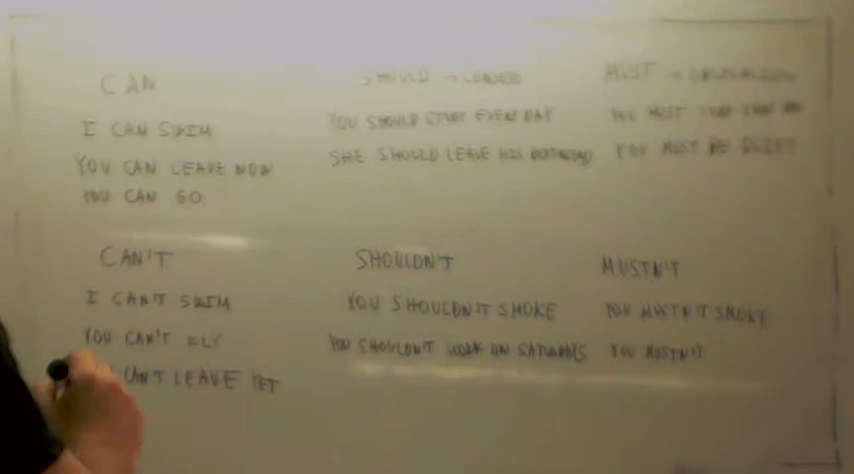 CAN
I CAN SWIM
YOU CAN LEAVE NOW
YOU CAN GO
SHOULD
YOU SHOULD STUDY EVERY DAY
SHE SHOULD LEAVE BOYFRIEND
MUST
YOU MUST
YOU MUST BE QUIET
CAN'T
I CAN'T SWIM
YOU CAN'T FLY
CAN'T LEAVE YET
SHOULDN'T
YOU SHOULDN'T SMOKE
YOU SHOULDN'T WORK ON SATURDAYS
MUSTN'T
YOU MUSTN'T SMOKE
YOU MUSTN'T